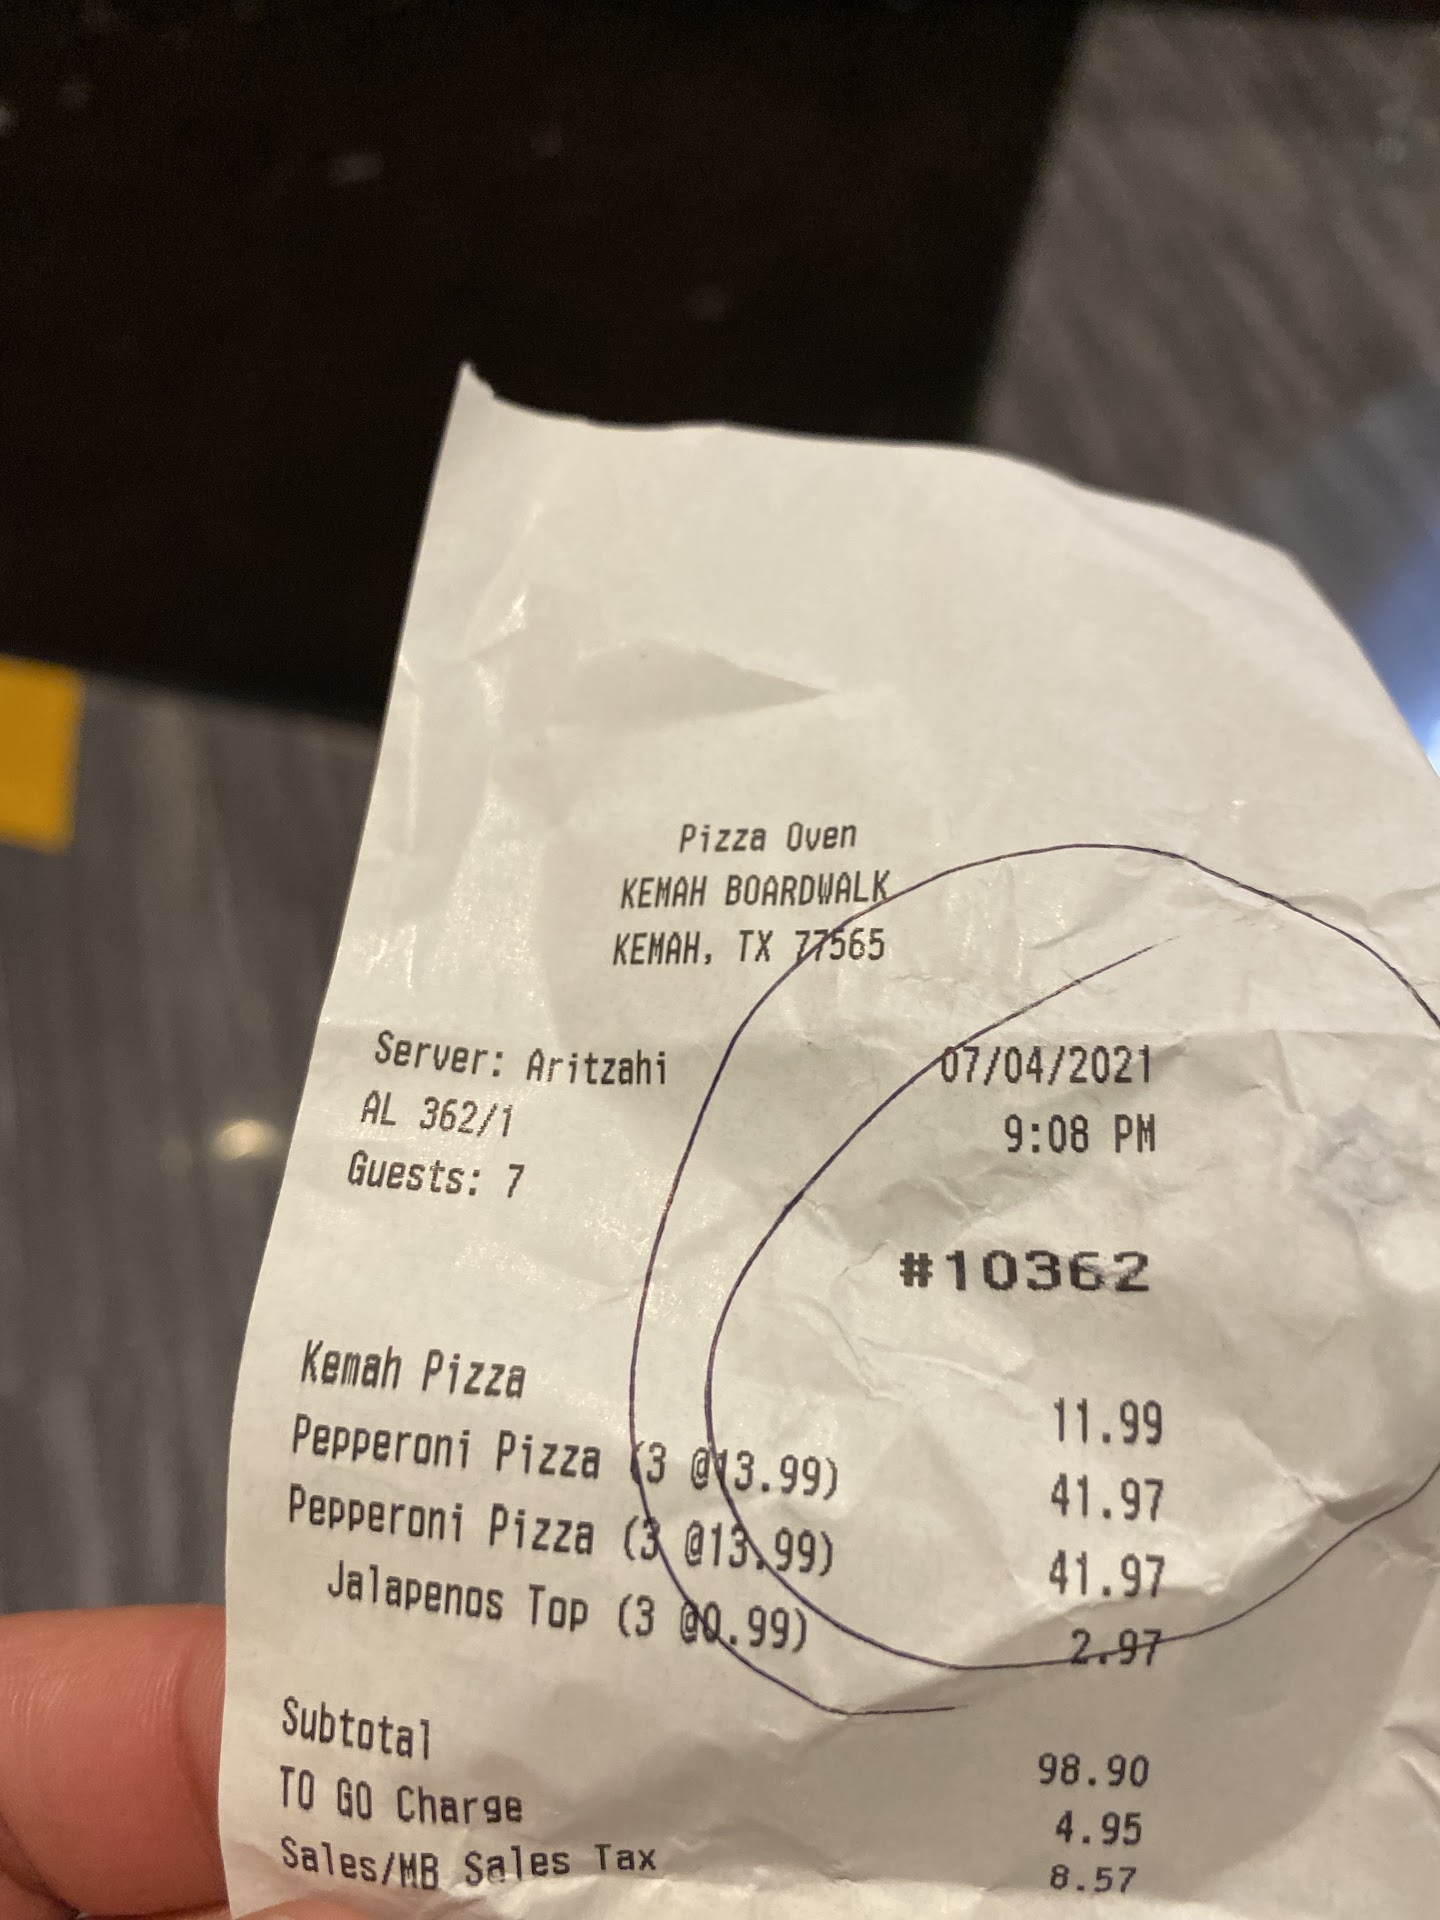 Pizza Oven
KEMAH BOARDWALK
KEMAH, TX 77565
Server: Aritzahi 07/04/2021
AL 362/1 9:08 PM
Guests: 7
#10362
Kemah Pizza 11.99
Pepperoni Pizza (3 @13.99) 41.97
Pepperoni Pizza (3 @13.99) 41.97
Jalapenos Top (3 @0.99) 2.97
Subtotal 98.90
TO GO Charge 4.95
Sales/MB Sales Tax 8.57